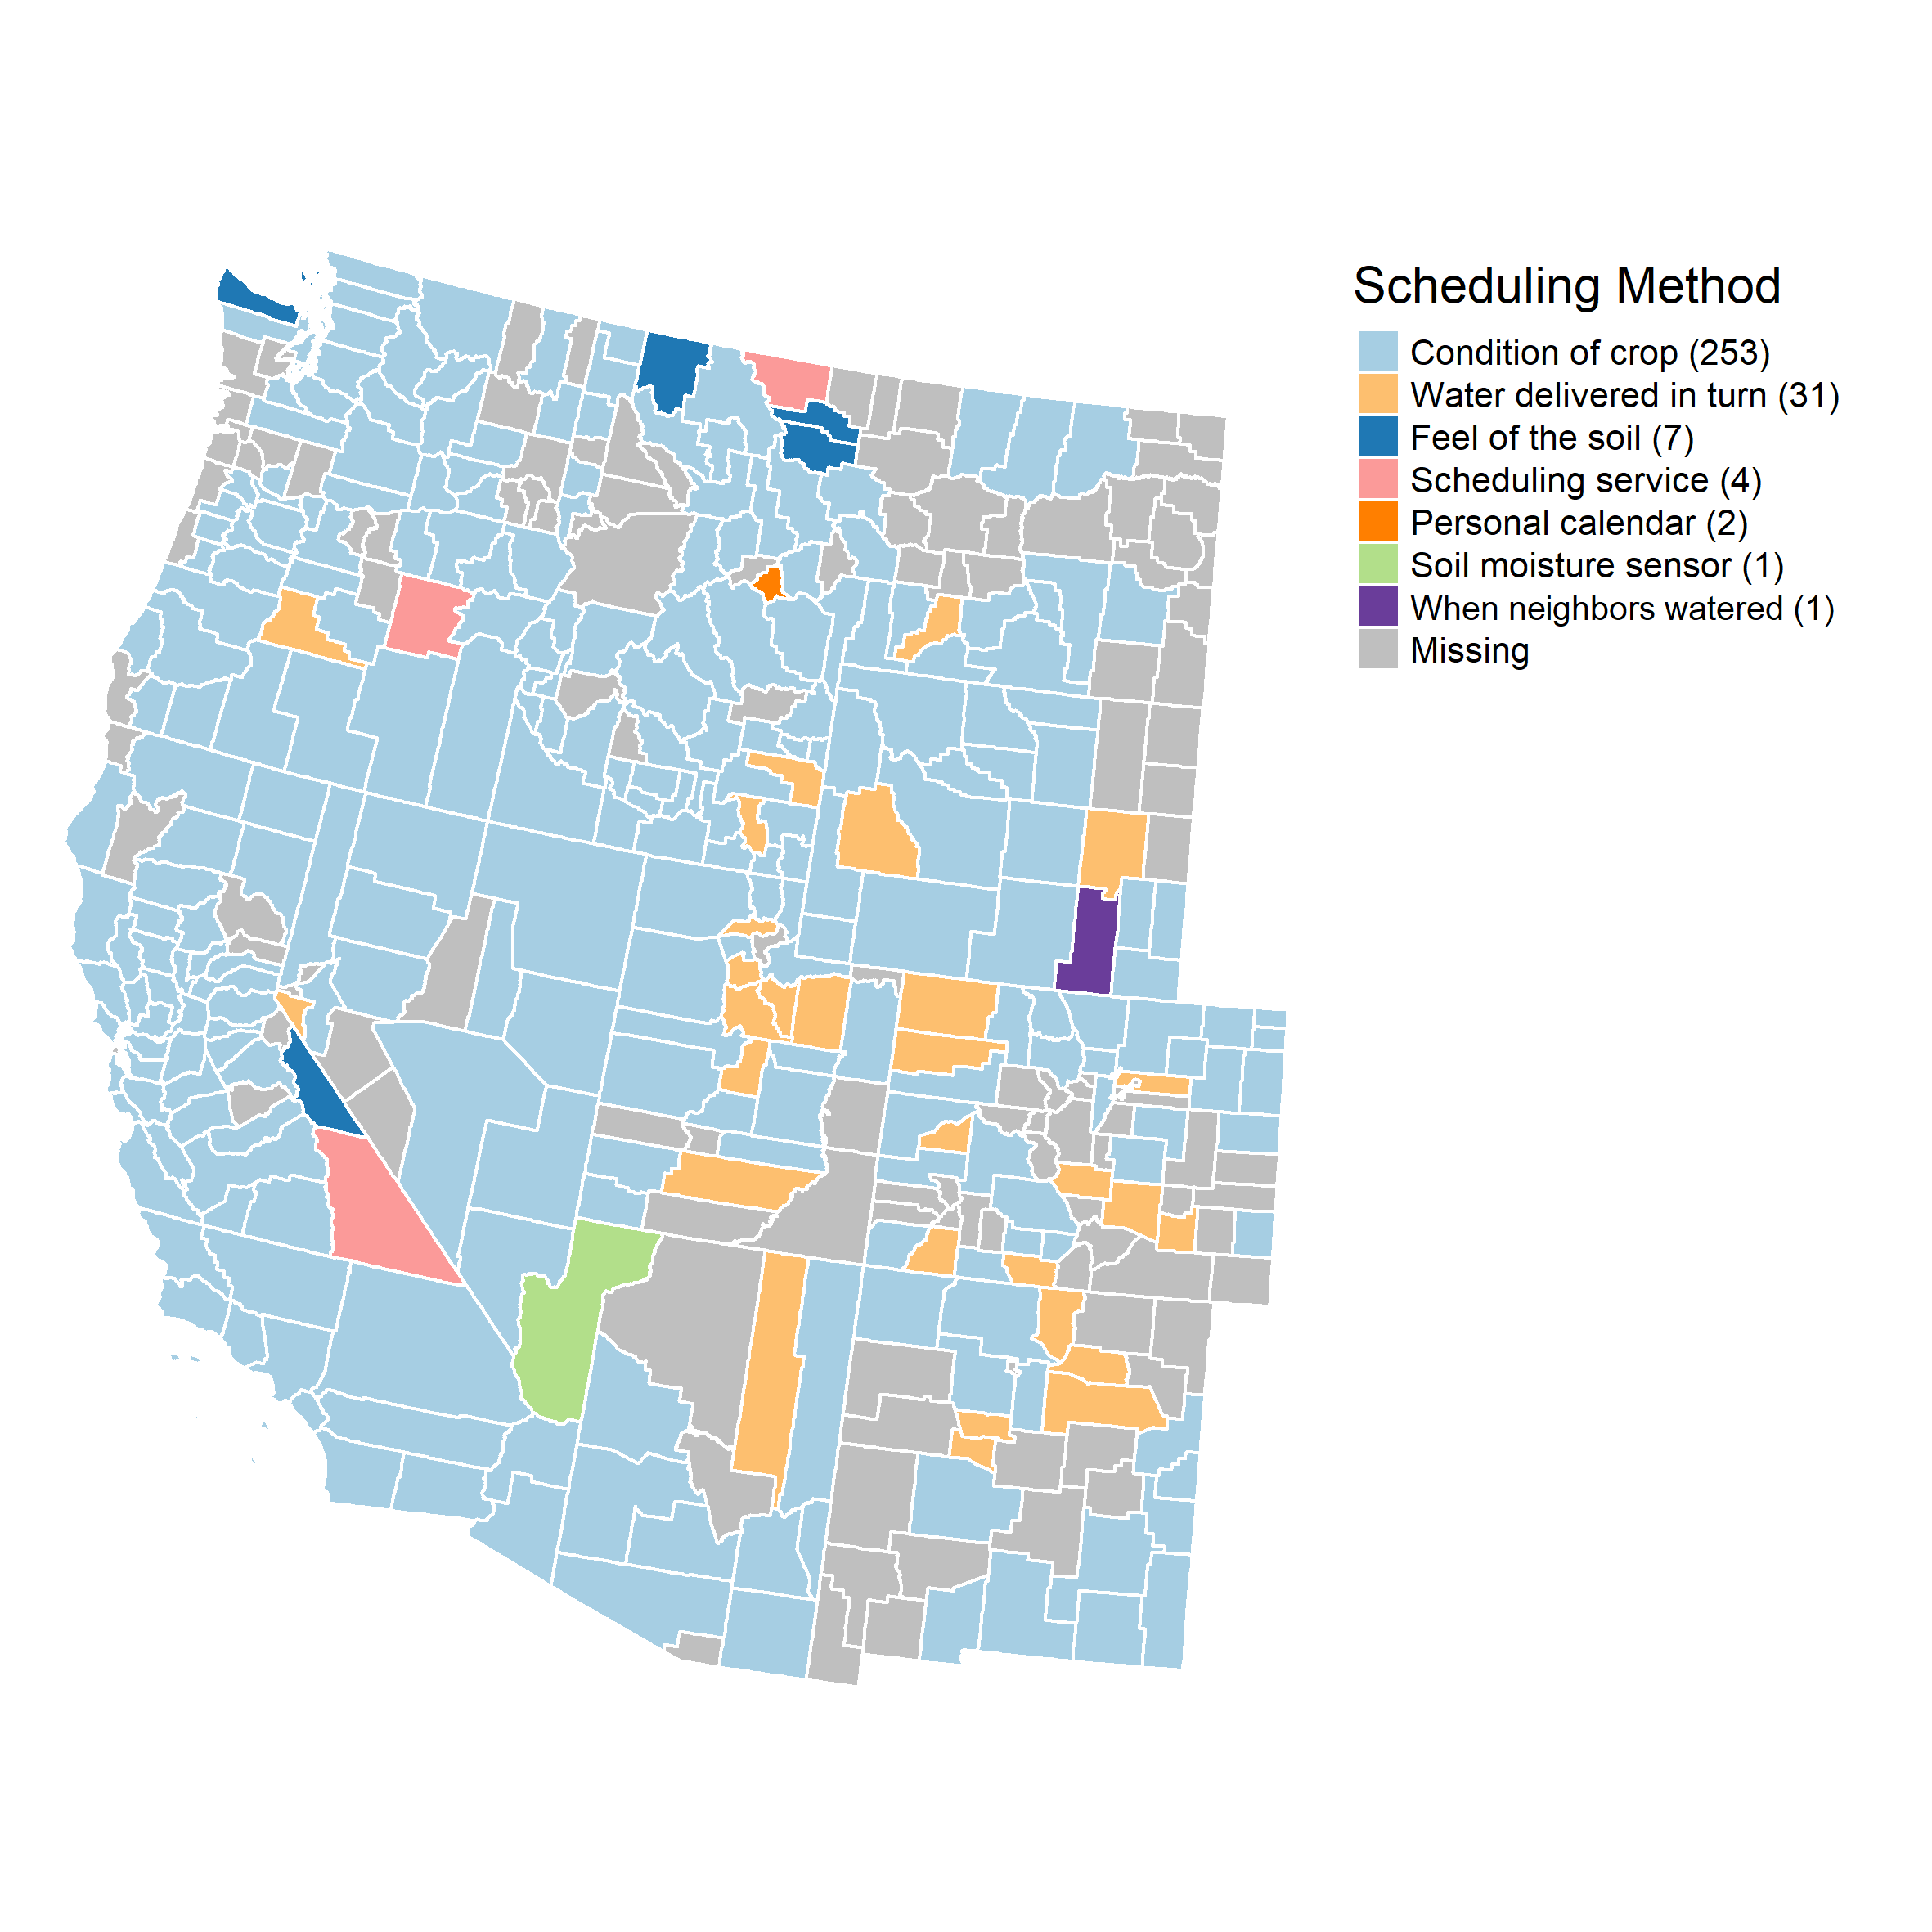 Scheduling Method
Condition of crop (253)
Water delivered in turn (31)
Feel of the soil (7)
Scheduling service (4)
Personal calendar (2)
Soil moisture sensor (1)
When neighbors watered (1)
Missing